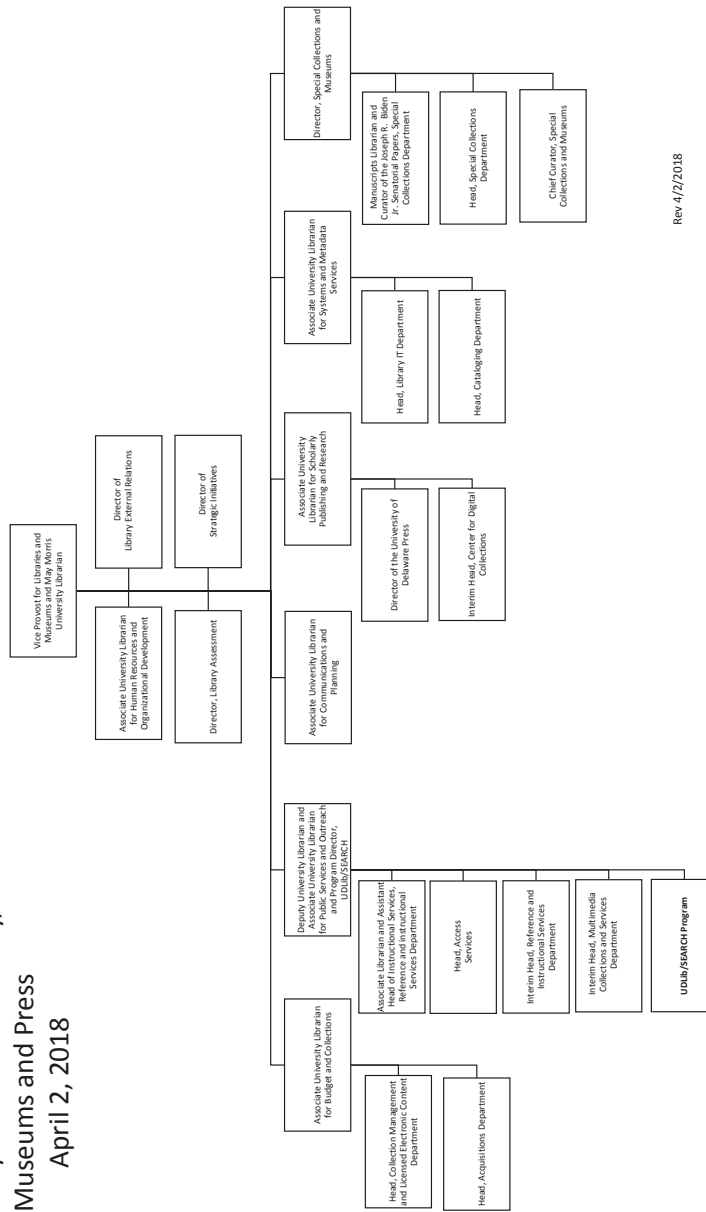 Museums and Press
April 2, 2018
Vice Provost for Libraries and
Museums and May Morris
University Librarian
Associate University Librarian
for Human Resources and
Organizational Development
Director of
Library External Relations
Director, Library Assessment
Director of
Strategic Initiatives
Associate University Librarian
for Budget and Collections
Deputy University Librarian and
Associate University Librarian
for Public Services and Outreach
and Program Director,
UDLib/SEARCH
Associate University Librarian
for Communications and
Planning
Associate University
Librarian for Scholarly
Publishing and Research
Associate University Librarian
for Systems and Metadata
Services
Director, Special Collections and
Museums
Head, Collection Management
and Licensed Electronic Content
Department
Head, Acquisitions Department
Associate Librarian and Assistant
Head of Instructional Services,
Reference and Instructional
Services Department
Head, Access
Services
Interim Head, Reference and
Instructional Services
Department
Interim Head, Multimedia
Collections and Services
Department
UDLib/SEARCH Program
Director of the University of
Delaware Press
Interim Head, Center for Digital
Collections
Head, Library IT Department
Head, Cataloging Department
Manuscripts Librarian and
Curator of the Joseph R. Biden
Jr. Senatorial Papers, Special
Collections Department
Head, Special Collections
Department
Chief Curator, Special
Collections and Museums
Rev 4/2/2018